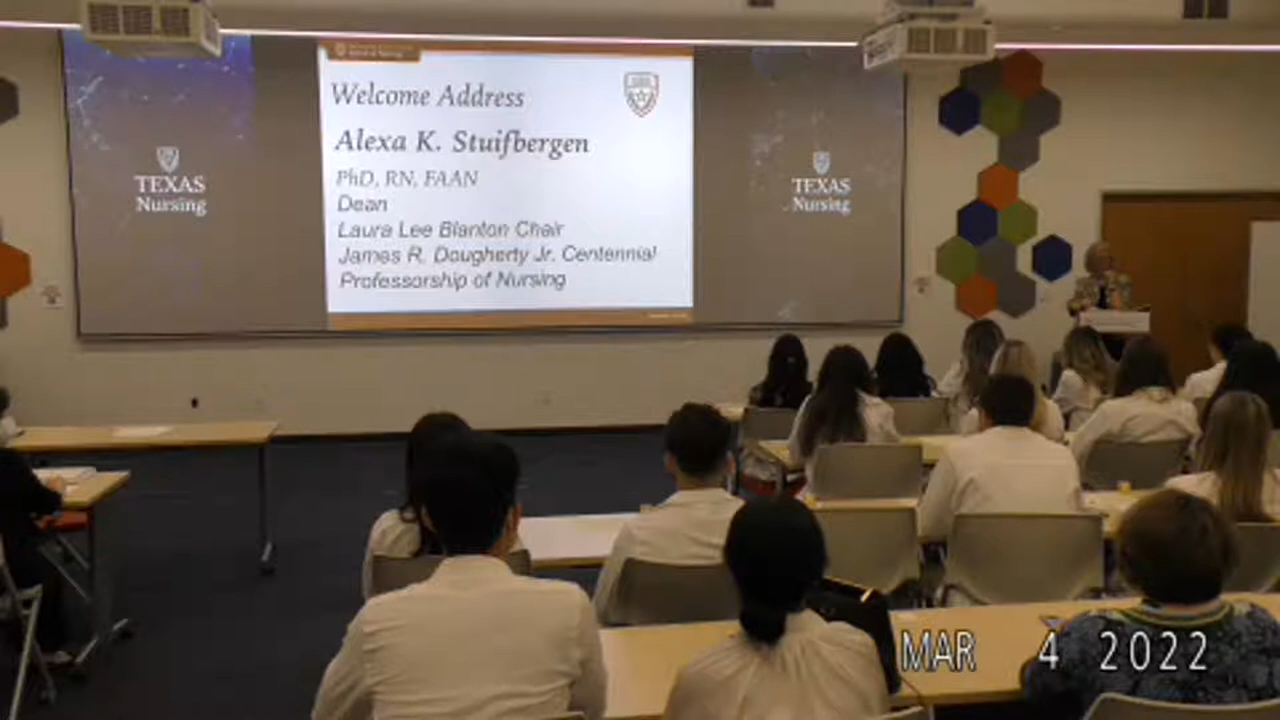 Welcome Address
Alexa K. Stuifbergen
PhD, RN, FAAN
Dean
Laura Lee Blanton Chair
James R. Dougherty Jr. Centennial
Professorship of Nursing
TEXAS
Nursing
TEXAS
Nursing
MAR 4 2022